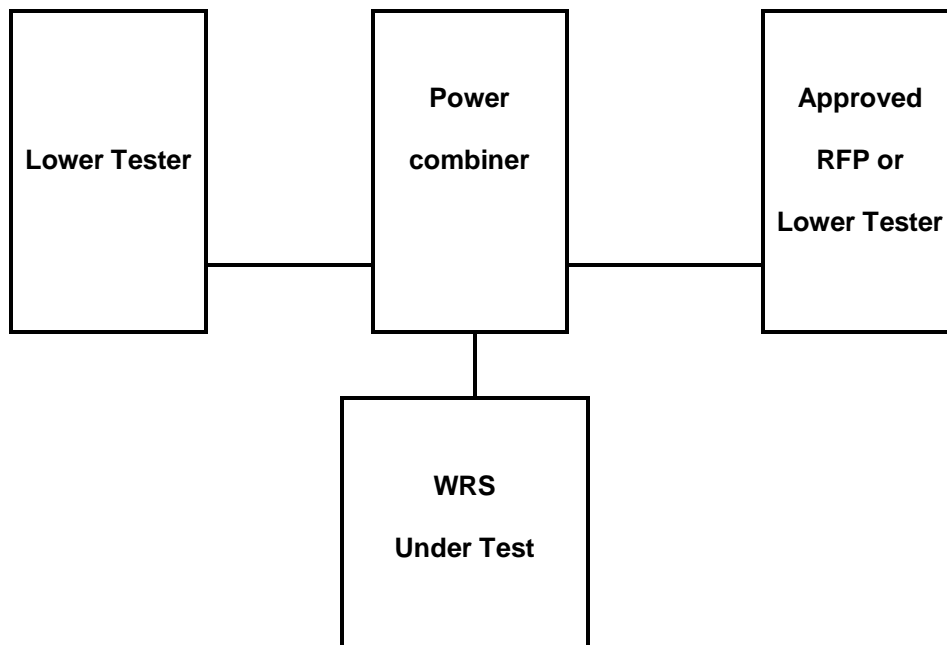 Lower Tester
Power
combiner
Approved
RFP or
Lower Tester
WRS
Under Test